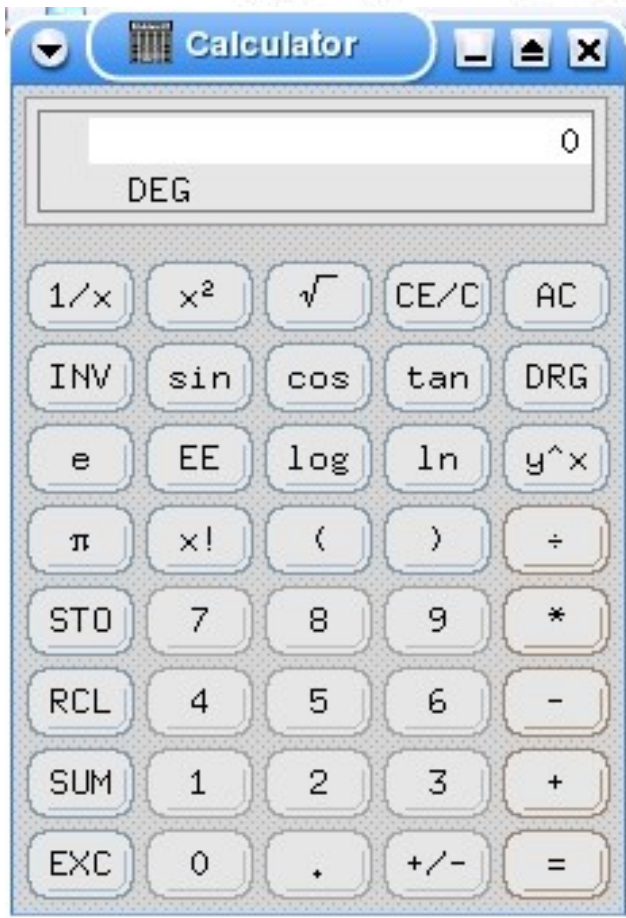 Calculator
0
DEG
1/x x² √ CE/C AC
INV sin cos tan DRG
e EE log ln y^x
π x! ( ) ÷
STO 7 8 9 *
RCL 4 5 6 -
SUM 1 2 3 +
EXC 0 . +/- =